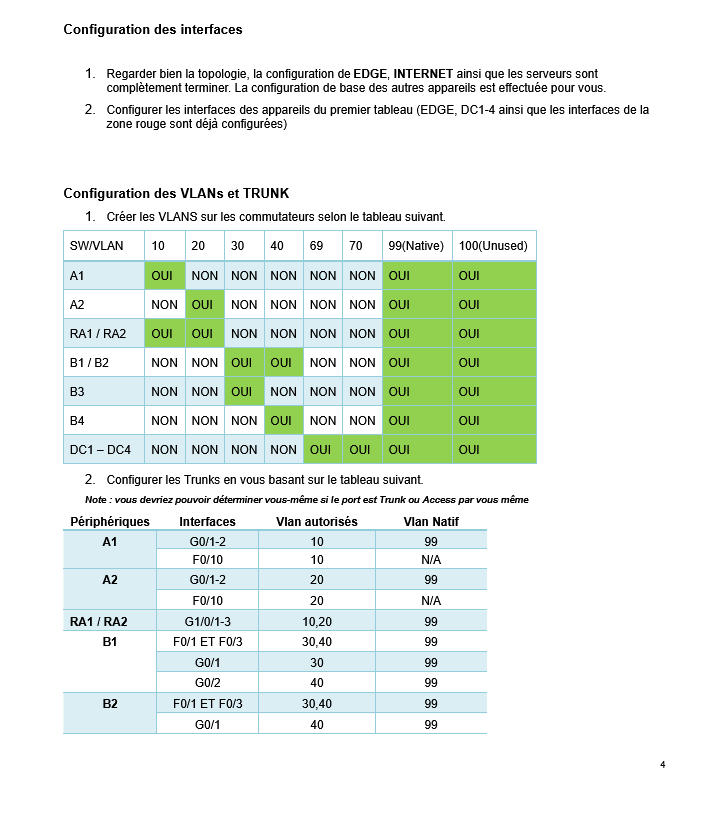 Configuration des interfaces
1. Regarder bien la topologie, la configuration de EDGE, INTERNET ainsi que les serveurs sont
complètement terminer. La configuration de base des autres appareils est effectuée pour vous.
2. Configurer les interfaces des appareils du premier tableau (EDGE, DC1-4 ainsi que les interfaces de la
zone rouge sont déjà configurées)
Configuration des VLANs et TRUNK
1. Créer les VLANS sur les commutateurs selon le tableau suivant.
SW/VLAN 10 20 30 40 69 70 99(Native) 100(Unused)
A1 OUI NON NON NON NON NON OUI OUI
A2 NON OUI NON NON NON NON OUI OUI
RA1 / RA2 OUI OUI NON NON NON NON OUI OUI
B1 / B2 NON NON OUI OUI NON NON OUI OUI
B3 NON NON OUI NON NON NON OUI OUI
B4 NON NON NON OUI NON NON OUI OUI
DC1 – DC4 NON NON NON NON OUI OUI OUI OUI
2. Configurer les Trunks en vous basant sur le tableau suivant.
Note : vous devriez pouvoir déterminer vous-même si le port est Trunk ou Access par vous même
Périphériques Interfaces Vlan autorisés Vlan Natif
A1 G0/1-2 10 99
F0/10 10 N/A
A2 G0/1-2 20 99
F0/10 20 N/A
RA1 / RA2 G1/0/1-3 10,20 99
B1 F0/1 ET F0/3 30,40 99
G0/1 30 99
G0/2 40 99
B2 F0/1 ET F0/3 30,40 99
G0/1 40 99
4